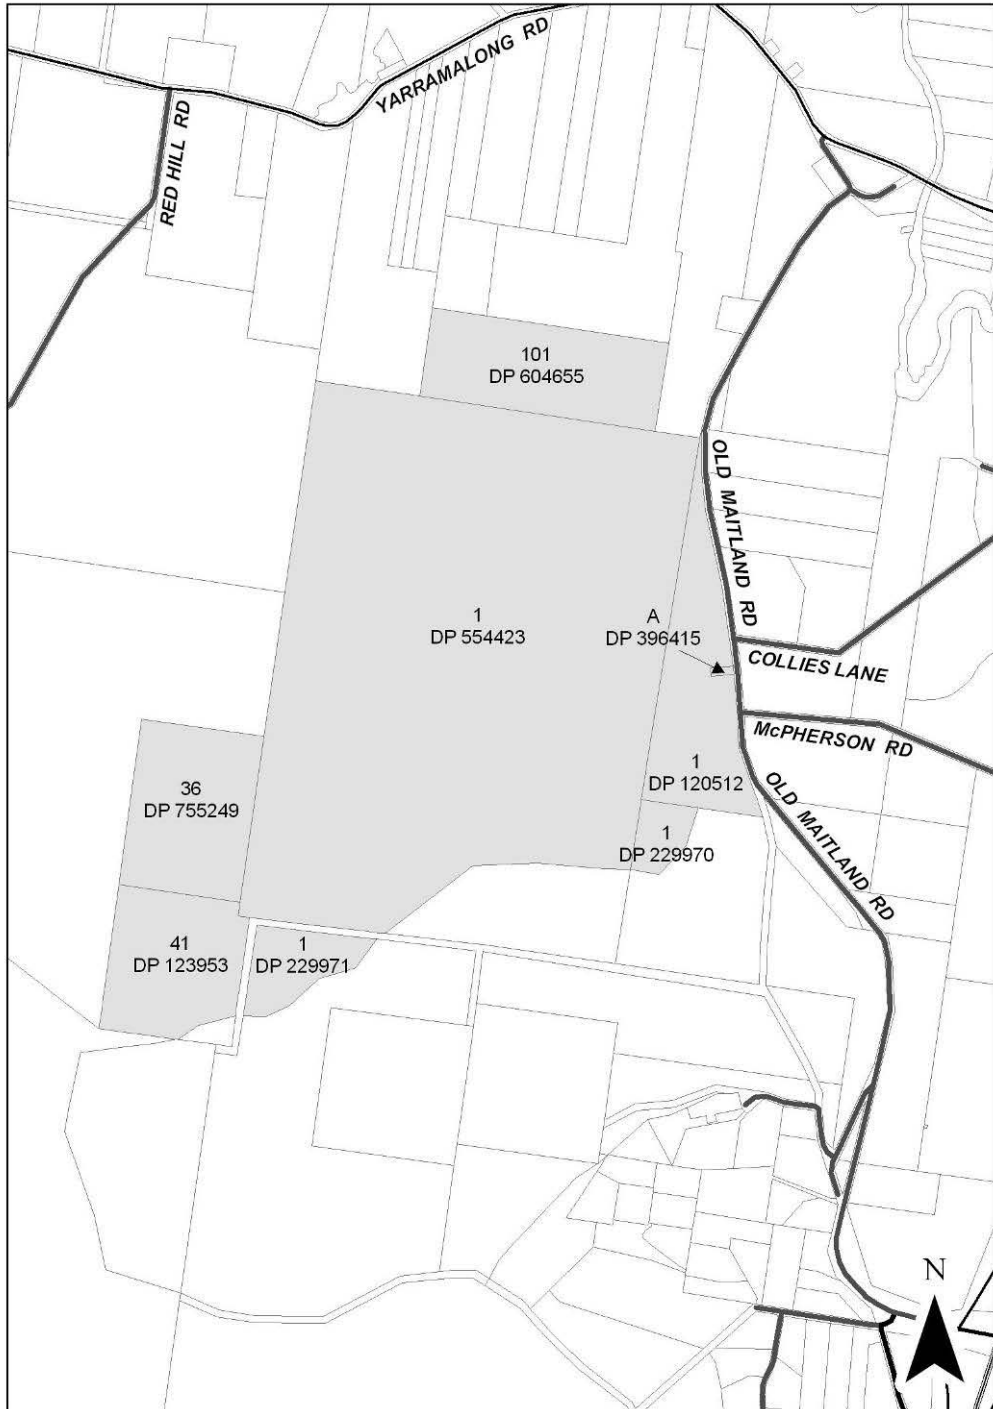 YARRAMALONG RD
RED HILL RD
101
DP 604655
OLD MAITLAND RD
1
DP 554423
A
DP 396415
COLLIES LANE
McPHERSON RD
1
DP 120512
OLD MAITLAND RD
36
DP 755249
1
DP 229970
41
DP 123953
1
DP 229971
N